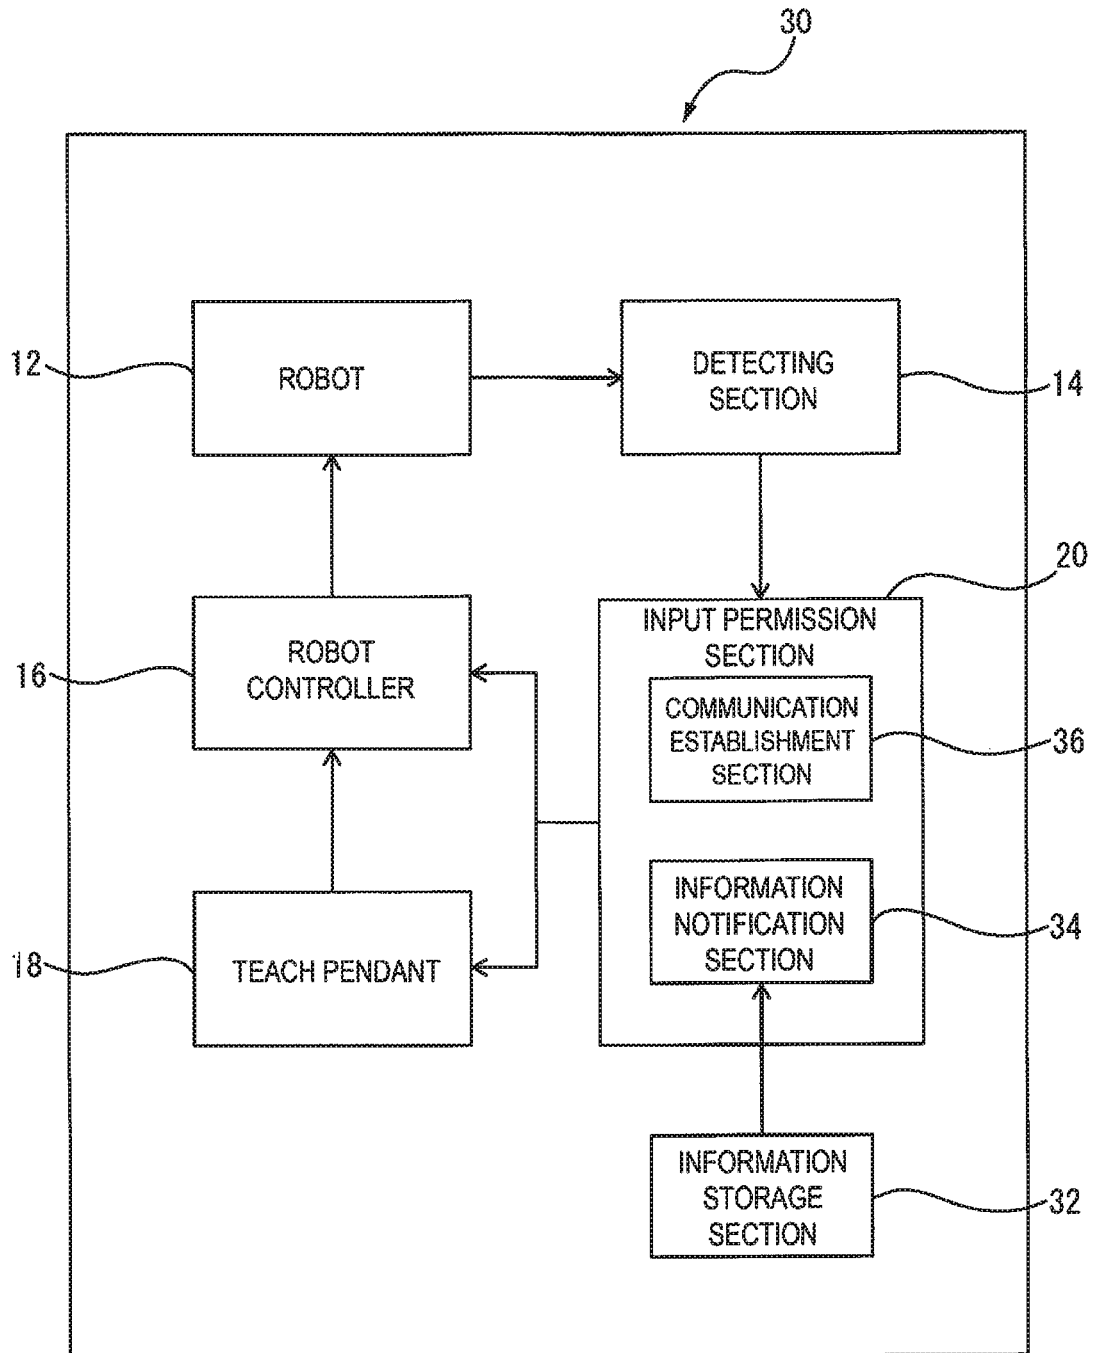 30
12
ROBOT
DETECTING
SECTION
14
20
16
ROBOT
CONTROLLER
INPUT PERMISSION
SECTION
COMMUNICATION
ESTABLISHMENT
SECTION
36
18
TEACH PENDANT
INFORMATION
NOTIFICATION
SECTION
34
INFORMATION
STORAGE
SECTION
32